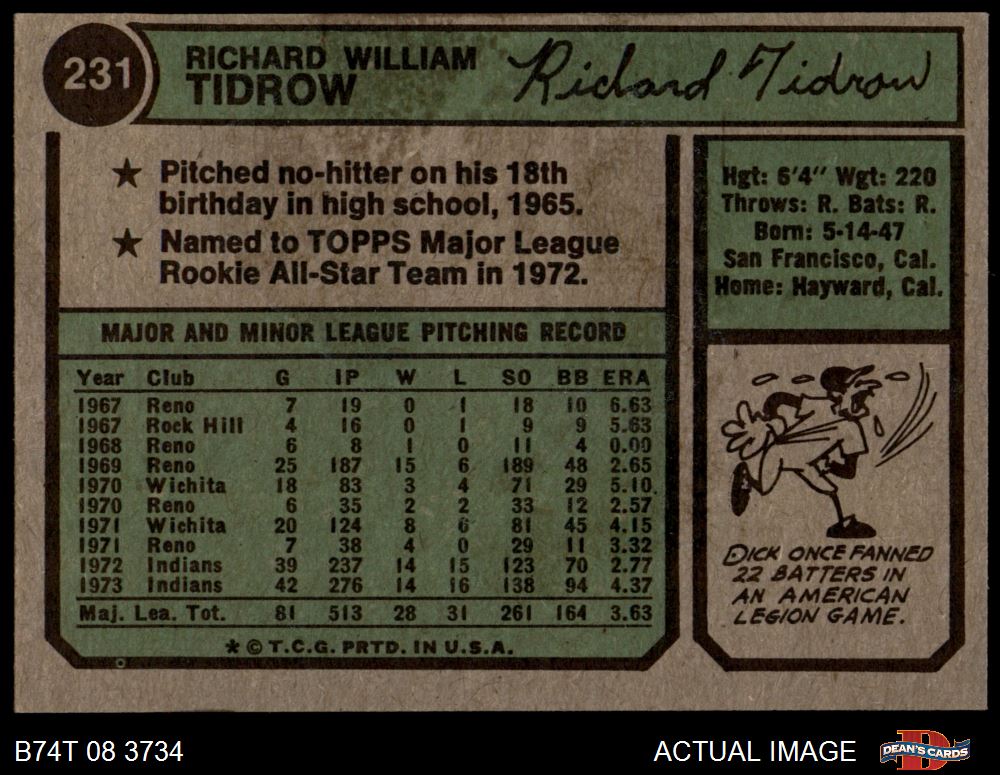 231
RICHARD WILLIAM
TIDROW
Richard Tidrow
★ Pitched no-hitter on his 18th
birthday in high school, 1965.
★ Named to TOPPS Major League
Rookie All-Star Team in 1972.
Hgt: 6'4" Wgt: 220
Throws: R. Bats: R.
Born: 5-14-47
San Francisco, Cal.
Home: Hayward, Cal.
MAJOR AND MINOR LEAGUE PITCHING RECORD
Year Club G IP W L SO BB ERA
1967 Reno 7 19 0 1 18 10 6.63
1967 Rock Hill 4 16 0 1 9 9 5.63
1968 Reno 6 8 1 0 11 4 0.00
1969 Reno 25 187 15 6 189 48 2.65
1970 Wichita 18 83 3 4 71 29 5.10
1970 Reno 6 35 2 2 33 12 2.57
1971 Wichita 20 124 8 6 81 45 4.15
1971 Reno 7 38 4 0 29 11 3.32
1972 Indians 39 237 14 15 123 70 2.77
1973 Indians 42 276 14 16 138 94 4.37
Maj. Lea. Tot. 81 513 28 31 261 164 3.63
* © T.C.G. PRTD. IN U.S.A.
DICK ONCE FANNED
22 BATTERS IN
AN AMERICAN
LEGION GAME.
B74T 08 3734
ACTUAL IMAGE
D
DEAN'S CARDS